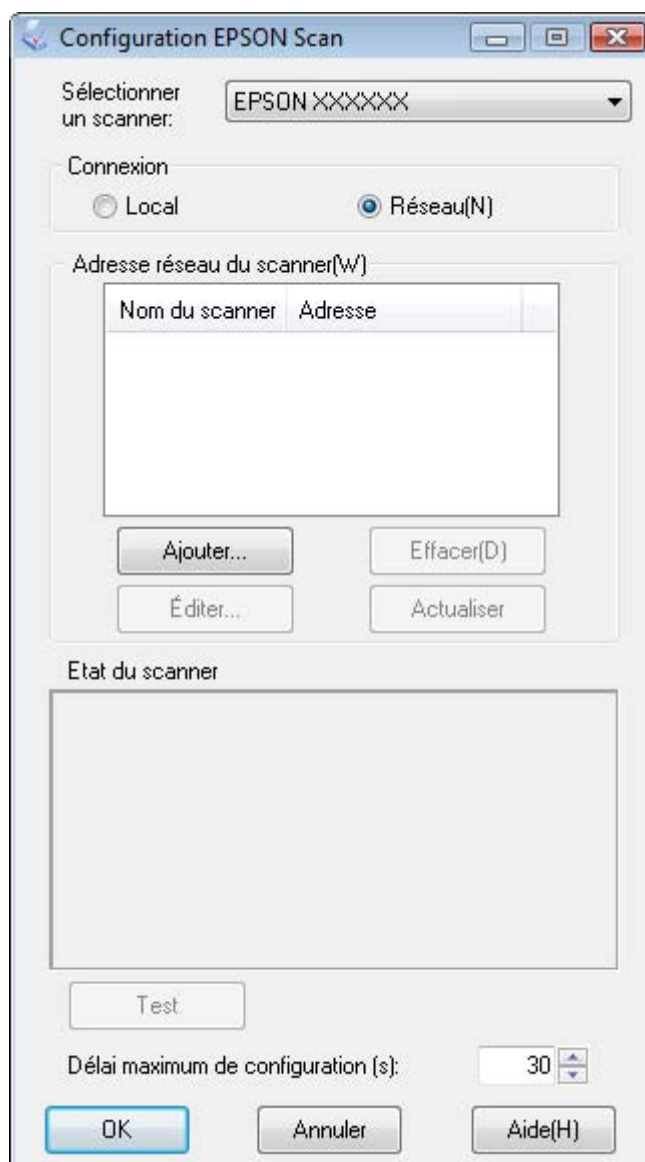 Configuration EPSON Scan
Sélectionner
un scanner:
EPSON XXXXXX
Connexion
Local
Réseau(N)
Adresse réseau du scanner(W)
Nom du scanner Adresse
Ajouter... Effacer(D)
Éditer... Actualiser
Etat du scanner
Test
Délai maximum de configuration (s): 30
OK Annuler Aide(H)